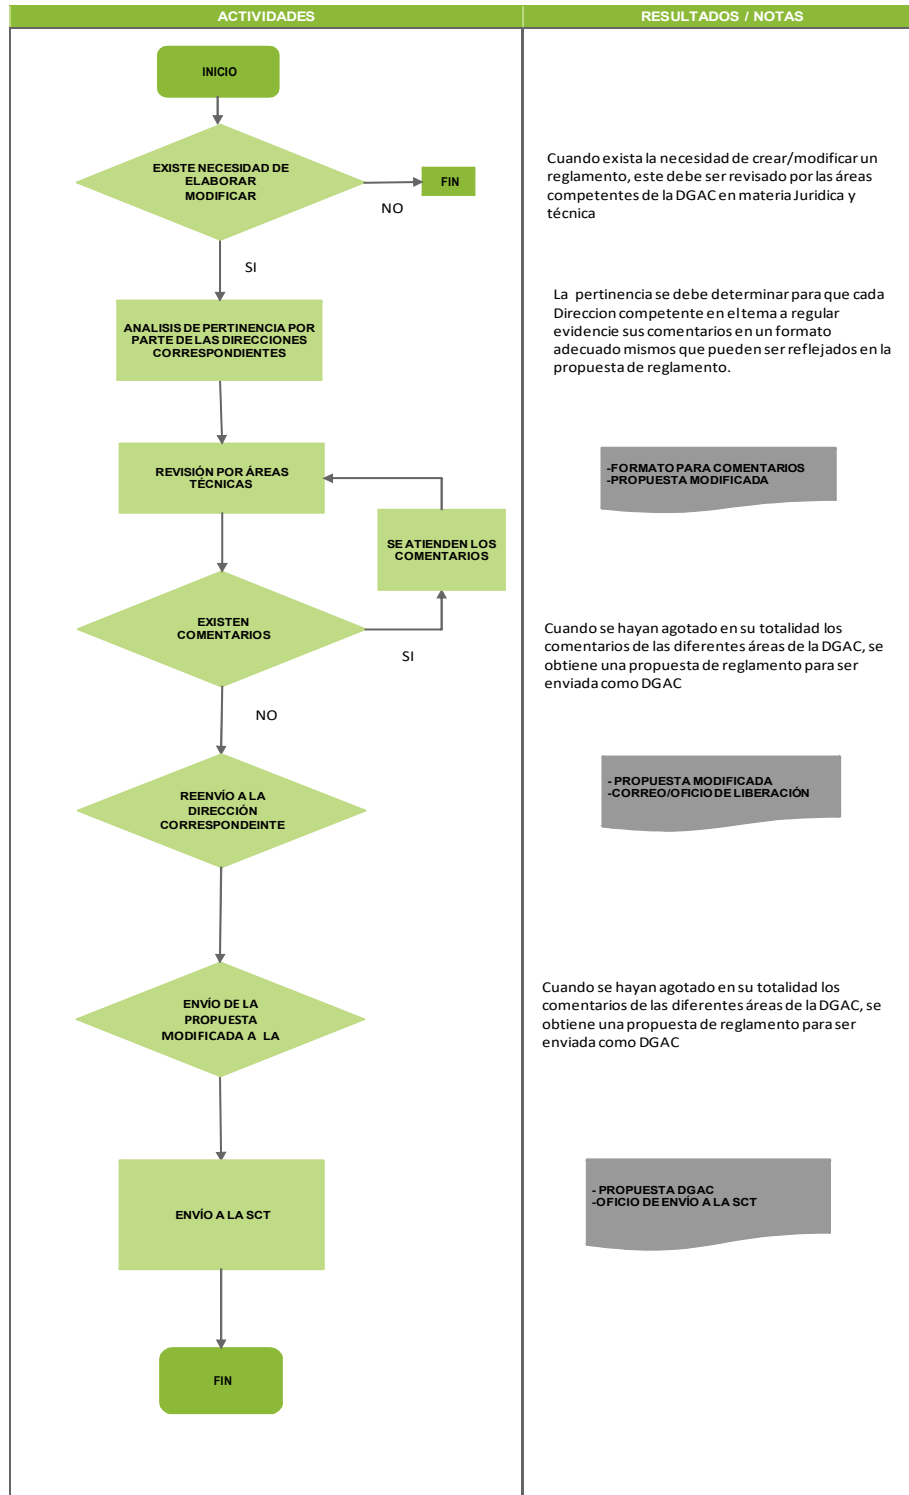 ACTIVIDADES
RESULTADOS / NOTAS
INICIO
EXISTE NECESIDAD DE
ELABORAR
MODIFICAR
FIN
NO
SI
Cuando exista la necesidad de crear/modificar un
reglamento, este debe ser revisado por las áreas
competentes de la DGAC en materia Juridica y
técnica
ANALISIS DE PERTINENCIA POR
PARTE DE LAS DIRECCIONES
CORRESPONDIENTES
La pertinencia se debe determinar para que cada
Direccion competente en el tema a regular
evidencie sus comentarios en un formato
adecuado mismos que pueden ser reflejados en la
propuesta de reglamento.
REVISIÓN POR ÁREAS
TÉCNICAS
-FORMATO PARA COMENTARIOS
-PROPUESTA MODIFICADA
SE ATIENDEN LOS
COMENTARIOS
EXISTEN
COMENTARIOS
SI
NO
Cuando se hayan agotado en su totalidad los
comentarios de las diferentes áreas de la DGAC, se
obtiene una propuesta de reglamento para ser
enviada como DGAC
REENVÍO A LA
DIRECCIÓN
CORRESPONDEINTE
- PROPUESTA MODIFICADA
-CORREO/OFICIO DE LIBERACIÓN
ENVÍO DE LA
PROPUESTA
MODIFICADA A LA
Cuando se hayan agotado en su totalidad los
comentarios de las diferentes áreas de la DGAC, se
obtiene una propuesta de reglamento para ser
enviada como DGAC
ENVÍO A LA SCT
- PROPUESTA DGAC
-OFICIO DE ENVÍO A LA SCT
FIN